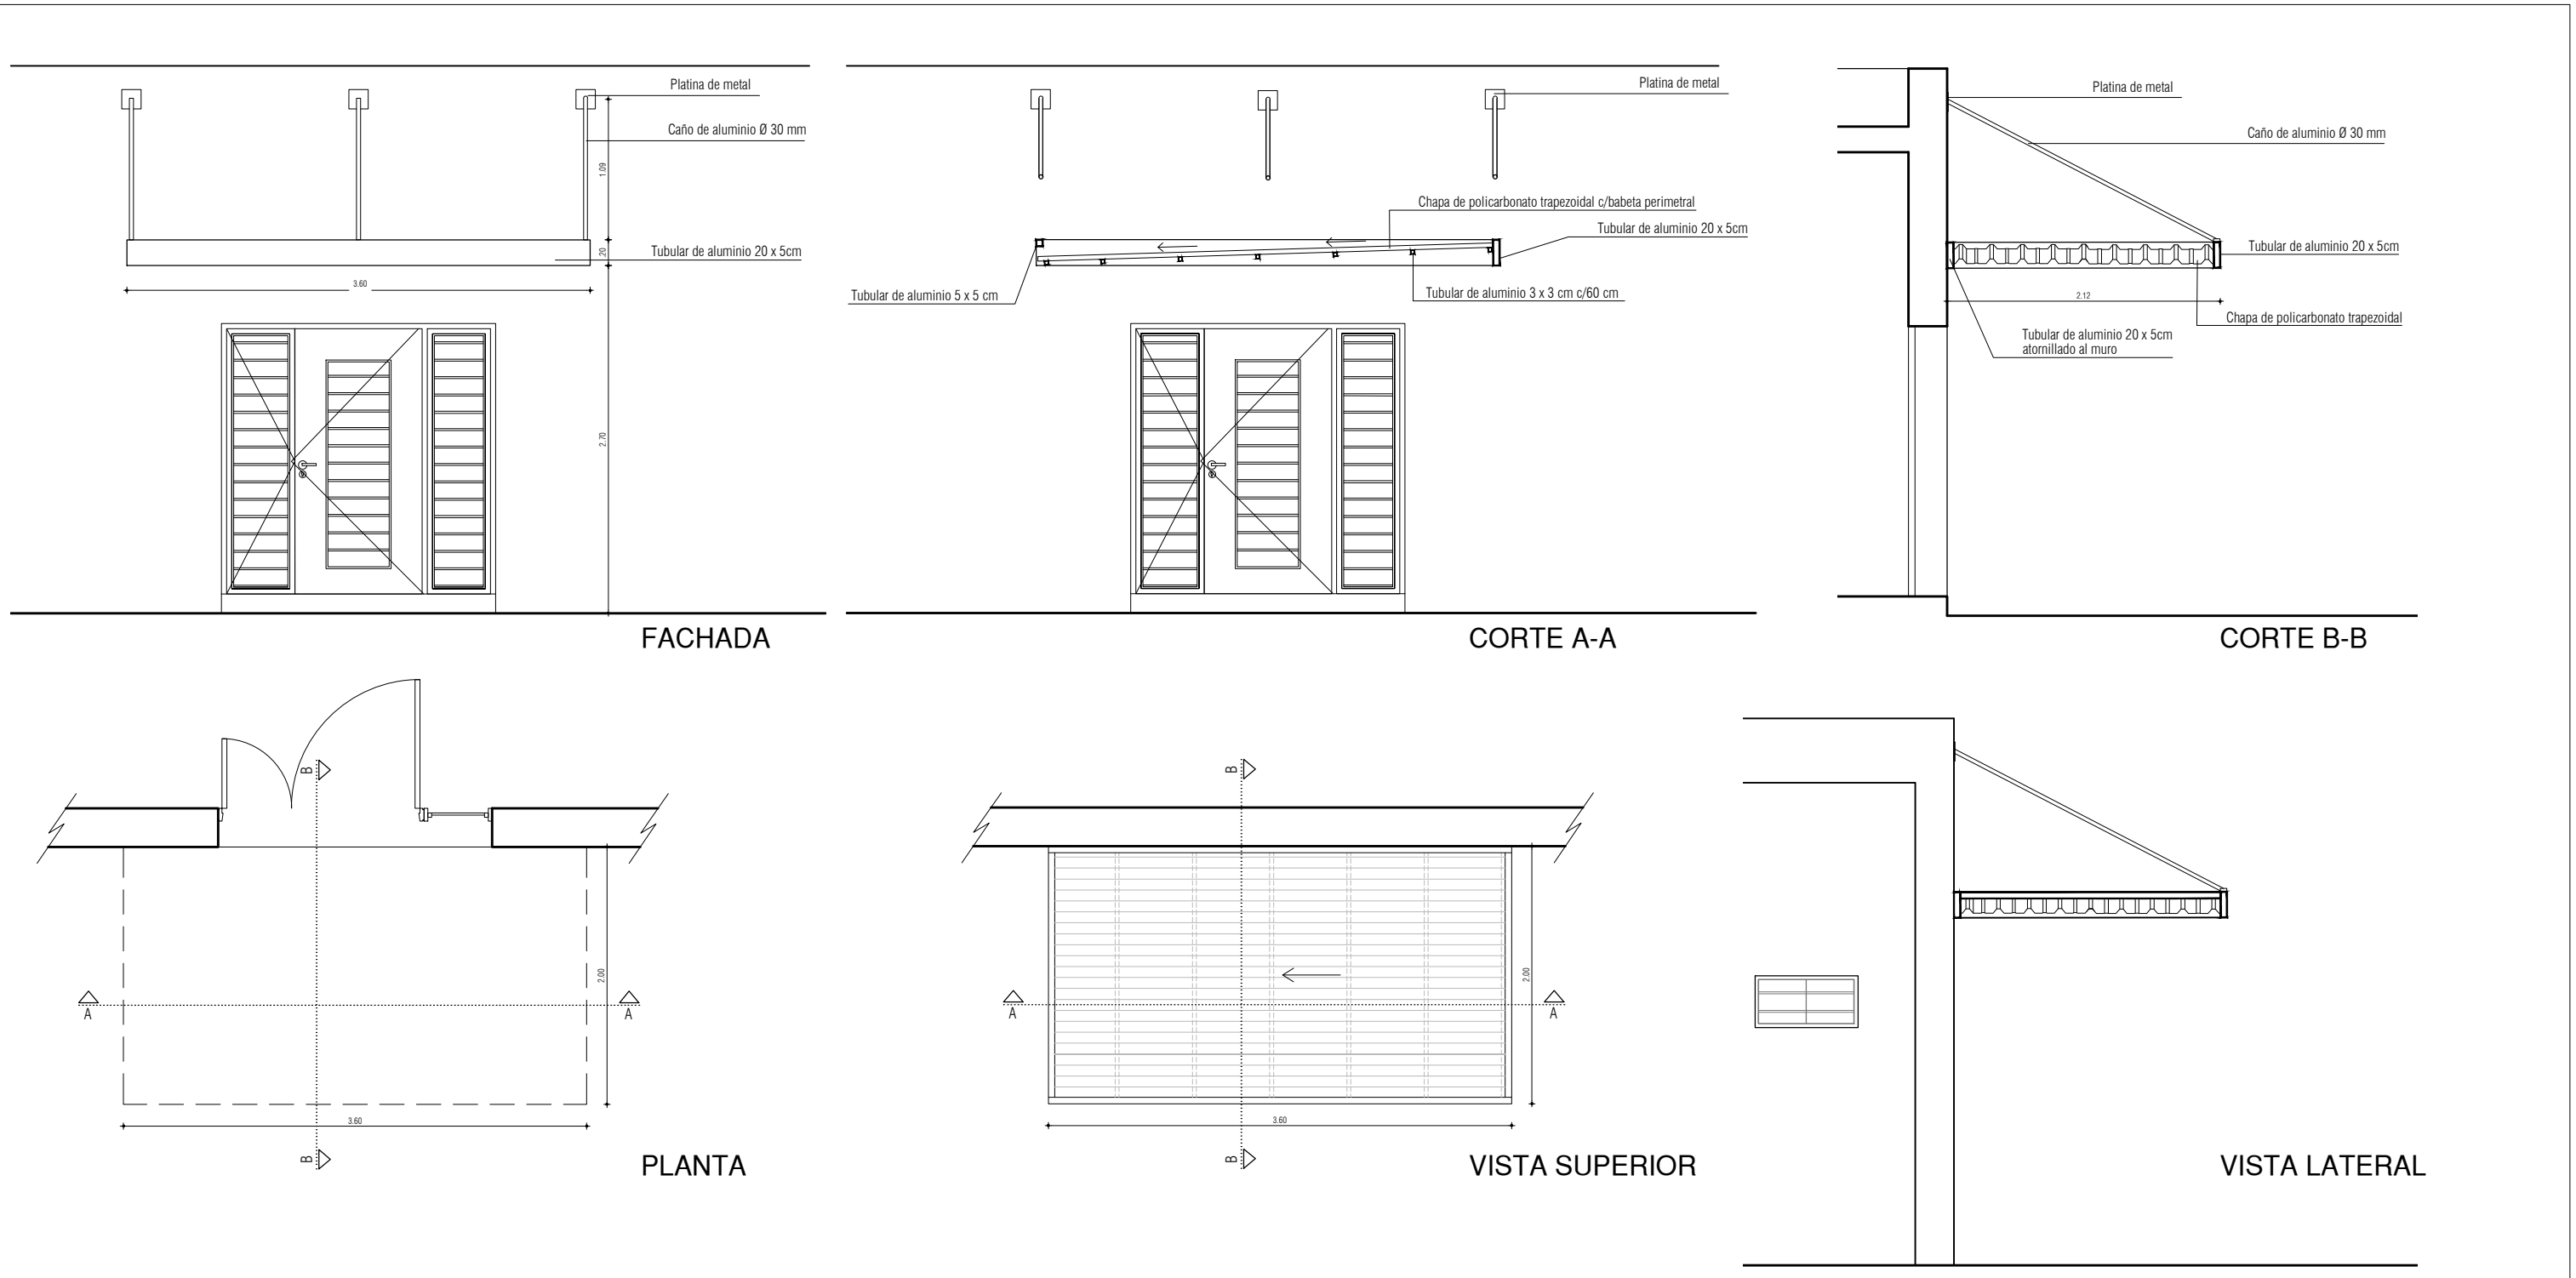 Platina de metal
Caño de aluminio Ø 30 mm
1.09
.20
Tubular de aluminio 20 x 5cm
3.60
2.70
FACHADA
Platina de metal
Chapa de policarbonato trapezoidal c/babeta perimetral
Tubular de aluminio 20 x 5cm
Tubular de aluminio 5 x 5 cm
Tubular de aluminio 3 x 3 cm c/60 cm
CORTE A-A
Platina de metal
Caño de aluminio Ø 30 mm
Tubular de aluminio 20 x 5cm
2.12
Chapa de policarbonato trapezoidal
Tubular de aluminio 20 x 5cm
atornillado al muro
CORTE B-B
B
2.00
A
A
3.60
B
PLANTA
B
2.00
A
A
3.60
B
VISTA SUPERIOR
VISTA LATERAL